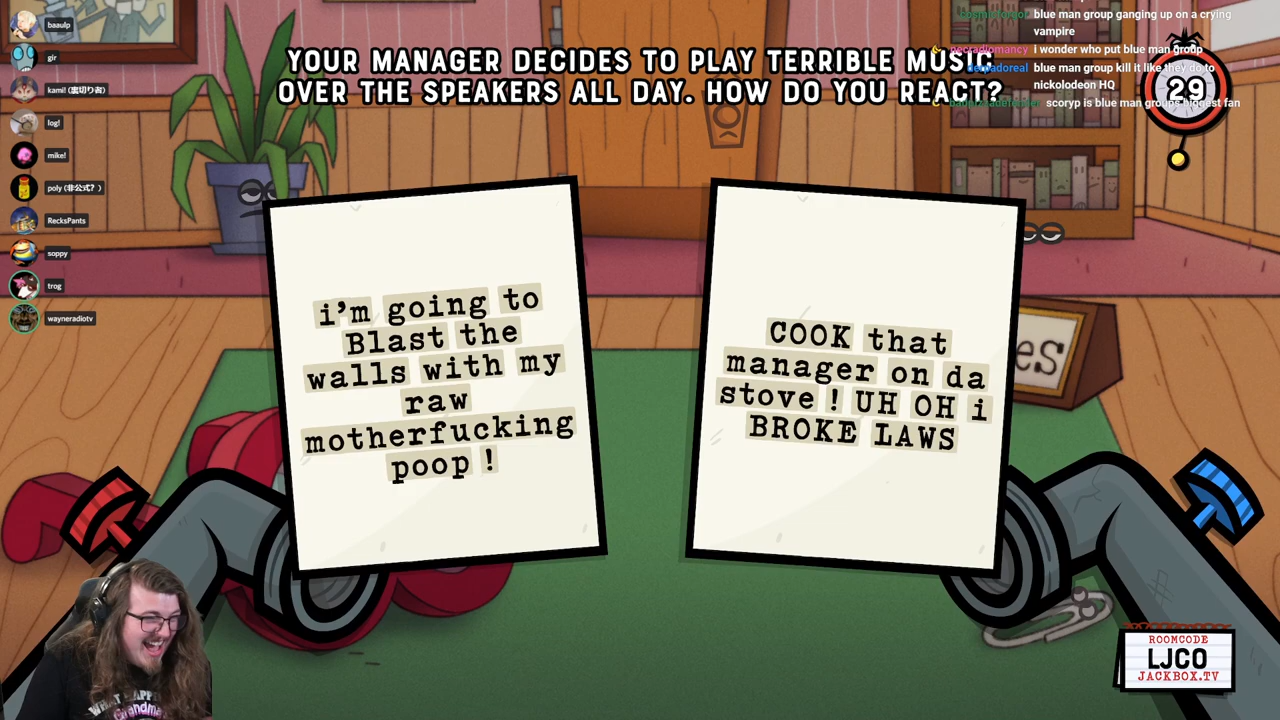 baaulp
gir
kami! (裏切り者)
log!
mike!
poly (非公式? )
RecksPants
soppy
trog
wayneradiotv
YOUR MANAGER DECIDES TO PLAY TERRIBLE MUSIC
OVER THE SPEAKERS ALL DAY. HOW DO YOU REACT?
blue man group ganging up on a crying
vampire
necradiomancy i wonder who put blue man group
blue man group kill it like they do to
nickolodeon HQ
scoryp is blue man groups biggest fan
29
i'm going to
Blast the
walls with my
raw
motherfucking
poop !
COOK that
manager on da
stove ! UH OH i
BROKE LAWS
es
ROOMCODE
LJCO
JACKBOX.TV